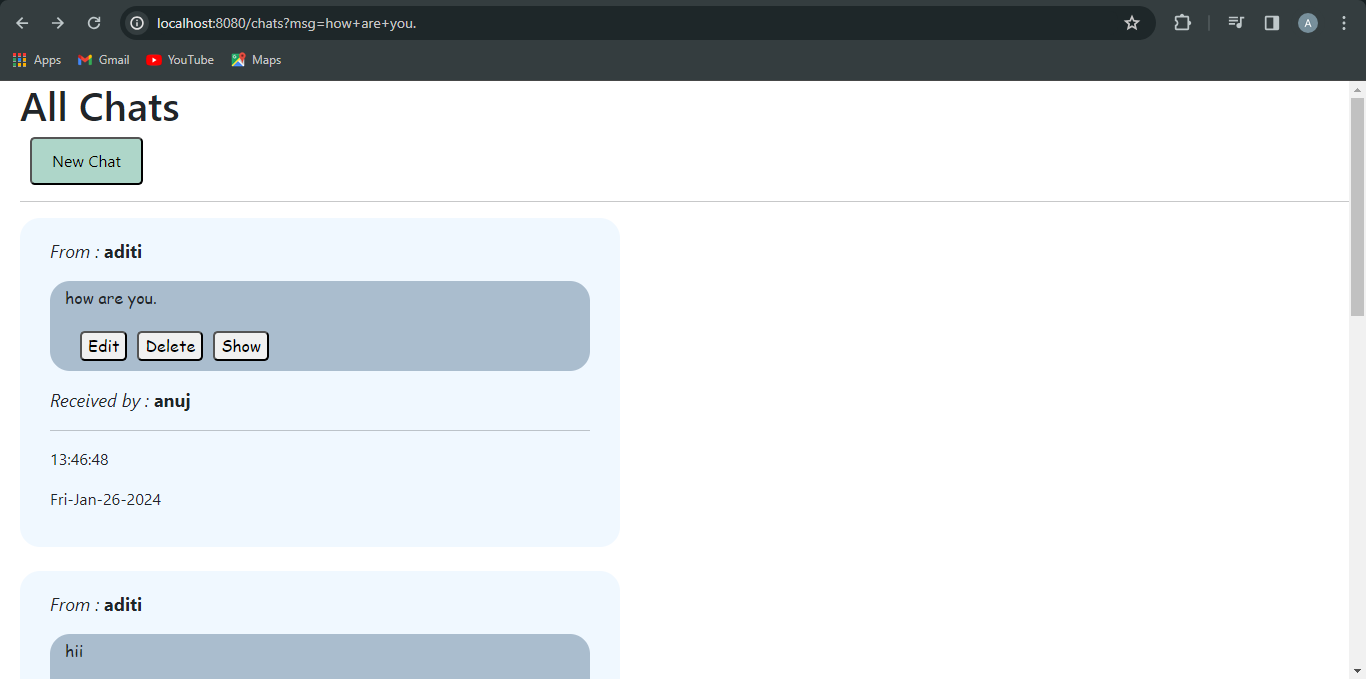 localhost:8080/chats?msg=how+are+you.
A
Apps Gmail YouTube Maps
All Chats
New Chat
From : aditi
how are you.
Edit Delete Show
Received by : anuj
13:46:48
Fri-Jan-26-2024
From : aditi
hii